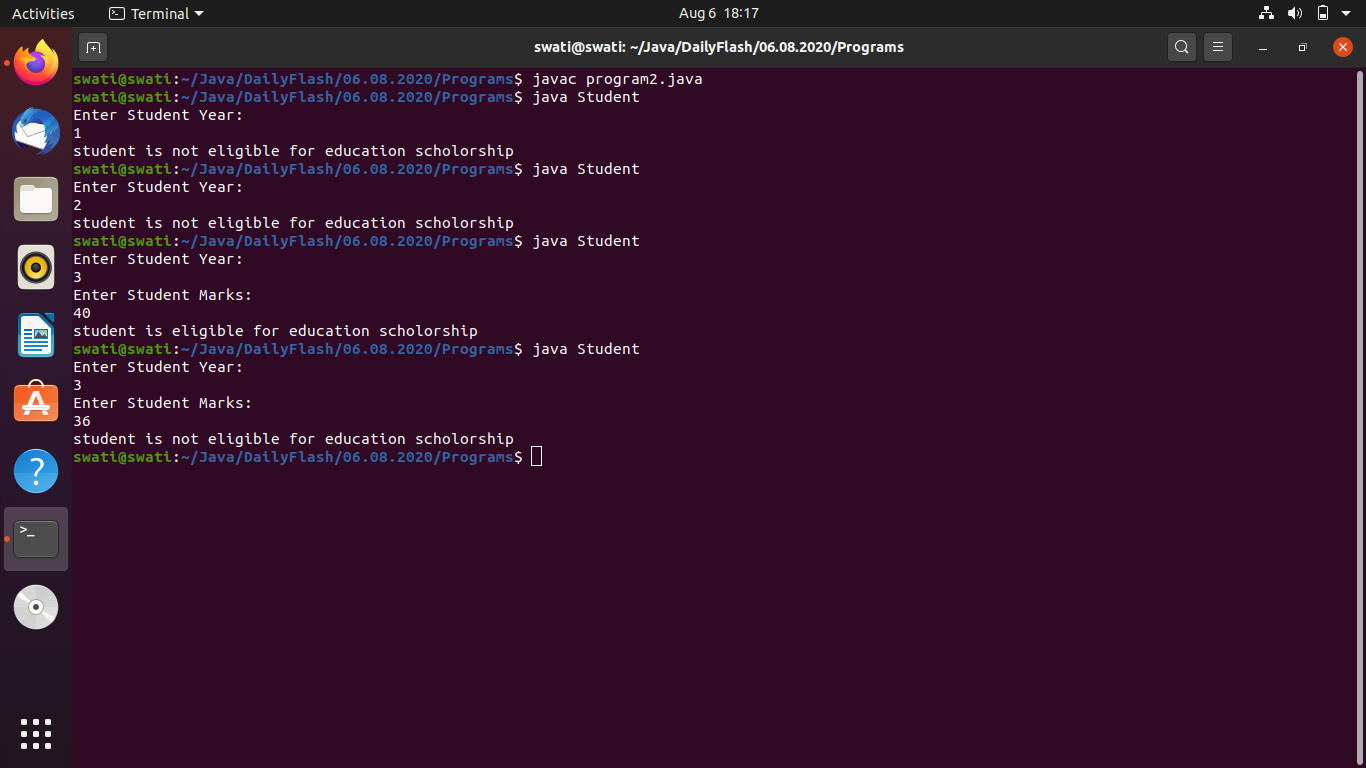 Activities
Terminal
Aug 6 18:17
swati@swati: ~/Java/DailyFlash/06.08.2020/Programs
swati@swati:~/Java/DailyFlash/06.08.2020/Programs$ javac program2.java
swati@swati:~/Java/DailyFlash/06.08.2020/Programs$ java Student
Enter Student Year:
1
student is not eligible for education scholorship
swati@swati:~/Java/DailyFlash/06.08.2020/Programs$ java Student
Enter Student Year:
2
student is not eligible for education scholorship
swati@swati:~/Java/DailyFlash/06.08.2020/Programs$ java Student
Enter Student Year:
3
Enter Student Marks:
40
student is eligible for education scholorship
swati@swati:~/Java/DailyFlash/06.08.2020/Programs$ java Student
Enter Student Year:
3
Enter Student Marks:
36
student is not eligible for education scholorship
swati@swati:~/Java/DailyFlash/06.08.2020/Programs$